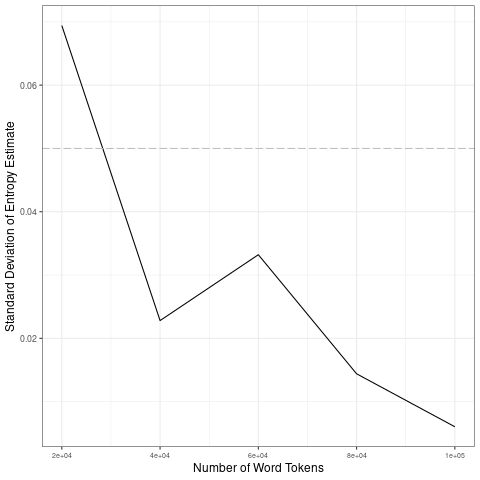 Standard Deviation of Entropy Estimate
0.06
0.04
0.02
2e+04 4e+04 6e+04 8e+04 1e+05
Number of Word Tokens